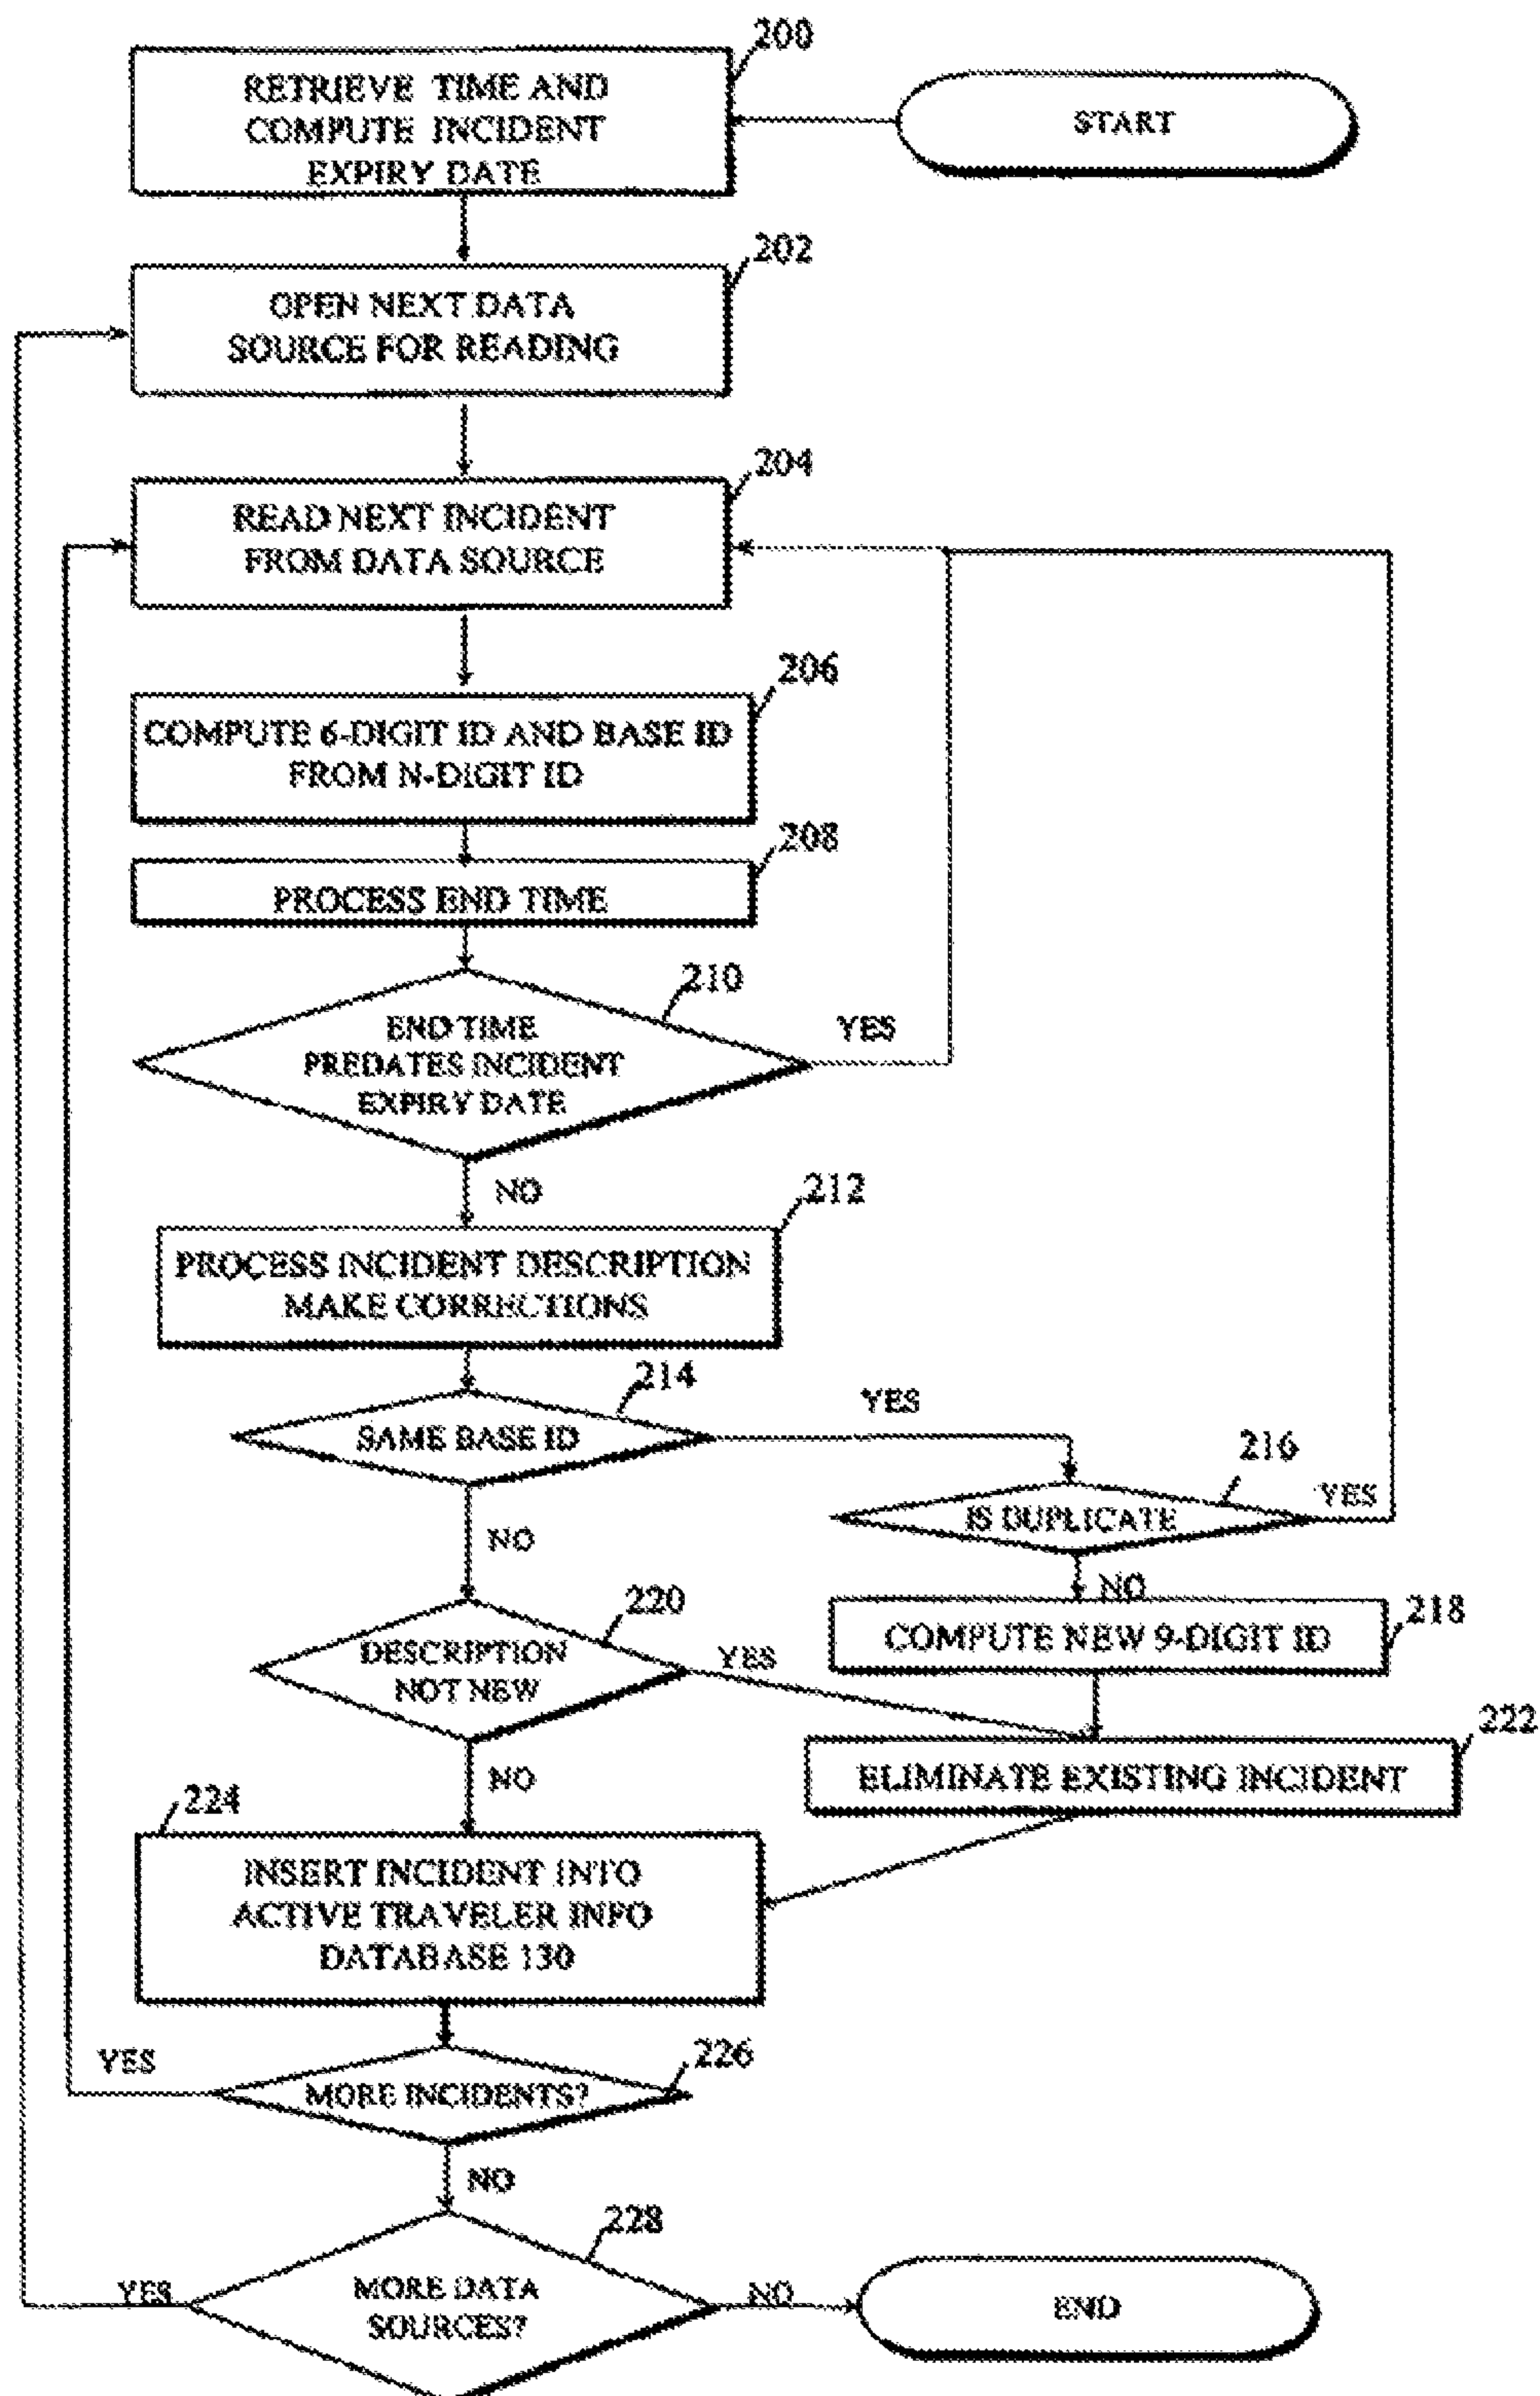 200
RETRIEVE TIME AND
COMPUTE INCIDENT
EXPIRY DATE
START
202
OPEN NEXT DATA
SOURCE FOR READING
204
READ NEXT INCIDENT
FROM DATA SOURCE
206
COMPUTE 6-DIGIT ID AND BASE ID
FROM N-DIGIT ID
208
PROCESS END TIME
210
END TIME
PREDATES INCIDENT
EXPIRY DATE
YES
NO
212
PROCESS INCIDENT DESCRIPTION
MAKE CORRECTIONS
214
SAME BASE ID
YES
216
IS DUPLICATE
YES
NO
NO
218
COMPUTE NEW 9-DIGIT ID
220
DESCRIPTION
NOT NEW
YES
NO
222
ELIMINATE EXISTING INCIDENT
224
INSERT INCIDENT INTO
ACTIVE TRAVELER INFO
DATABASE 130
226
MORE INCIDENTS?
YES
NO
228
MORE DATA
SOURCES?
YES
NO
END